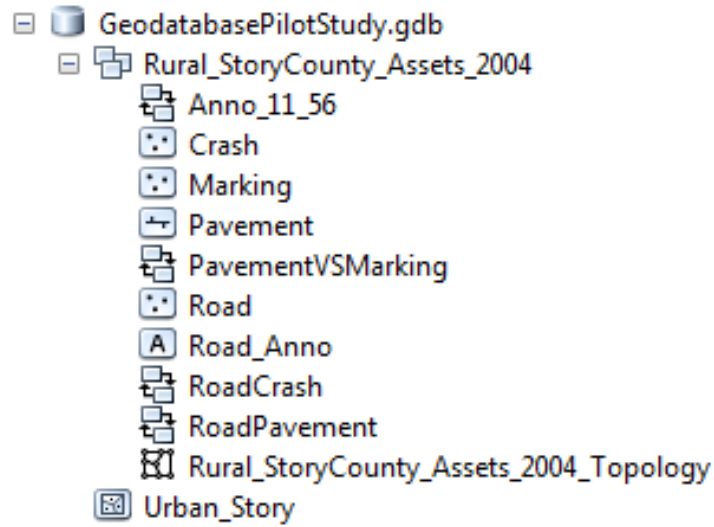 GeodatabasePilotStudy.gdb
Rural_StoryCounty_Assets_2004
Anno_11_56
Crash
Marking
Pavement
PavementVSMarking
Road
A Road_Anno
RoadCrash
RoadPavement
Rural_StoryCounty_Assets_2004_Topology
Urban_Story